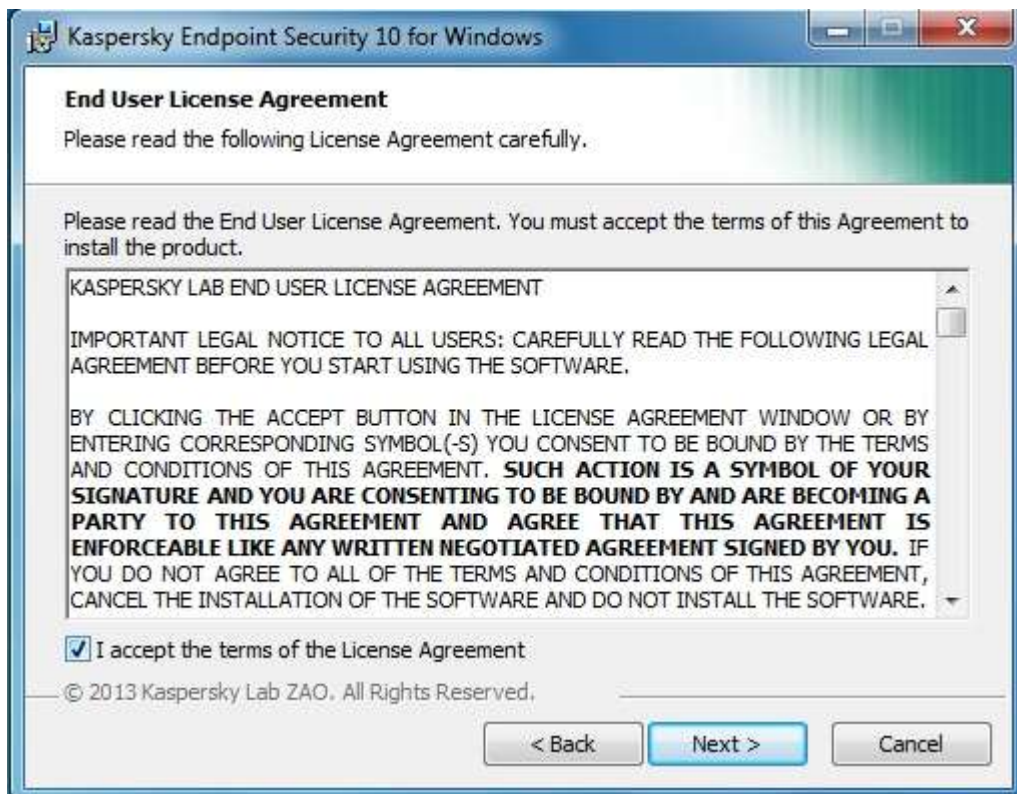 Kaspersky Endpoint Security 10 for Windows
End User License Agreement
Please read the following License Agreement carefully.
Please read the End User License Agreement. You must accept the terms of this Agreement to
install the product.
KASPERSKY LAB END USER LICENSE AGREEMENT
IMPORTANT LEGAL NOTICE TO ALL USERS: CAREFULLY READ THE FOLLOWING LEGAL
AGREEMENT BEFORE YOU START USING THE SOFTWARE.
BY CLICKING THE ACCEPT BUTTON IN THE LICENSE AGREEMENT WINDOW OR BY
ENTERING CORRESPONDING SYMBOL(-S) YOU CONSENT TO BE BOUND BY THE TERMS
AND CONDITIONS OF THIS AGREEMENT. SUCH ACTION IS A SYMBOL OF YOUR
SIGNATURE AND YOU ARE CONSENTING TO BE BOUND BY AND ARE BECOMING A
PARTY TO THIS AGREEMENT AND AGREE THAT THIS AGREEMENT IS
ENFORCEABLE LIKE ANY WRITTEN NEGOTIATED AGREEMENT SIGNED BY YOU. IF
YOU DO NOT AGREE TO ALL OF THE TERMS AND CONDITIONS OF THIS AGREEMENT,
CANCEL THE INSTALLATION OF THE SOFTWARE AND DO NOT INSTALL THE SOFTWARE.
I accept the terms of the License Agreement
© 2013 Kaspersky Lab ZAO. All Rights Reserved.
< Back Next > Cancel